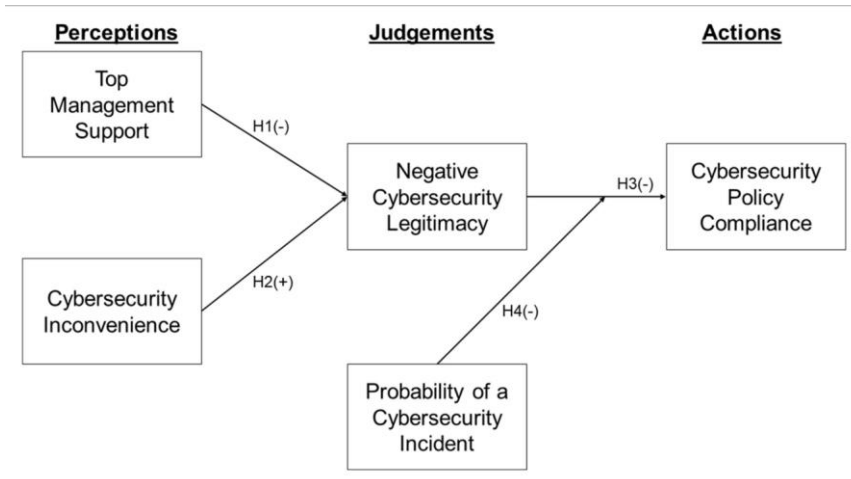 Perceptions
Judgements
Actions
Top
Management
Support
H1(-)
Negative
Cybersecurity
Legitimacy
H3(-)
Cybersecurity
Policy
Compliance
H2(+)
Cybersecurity
Inconvenience
H4(-)
Probability of a
Cybersecurity
Incident